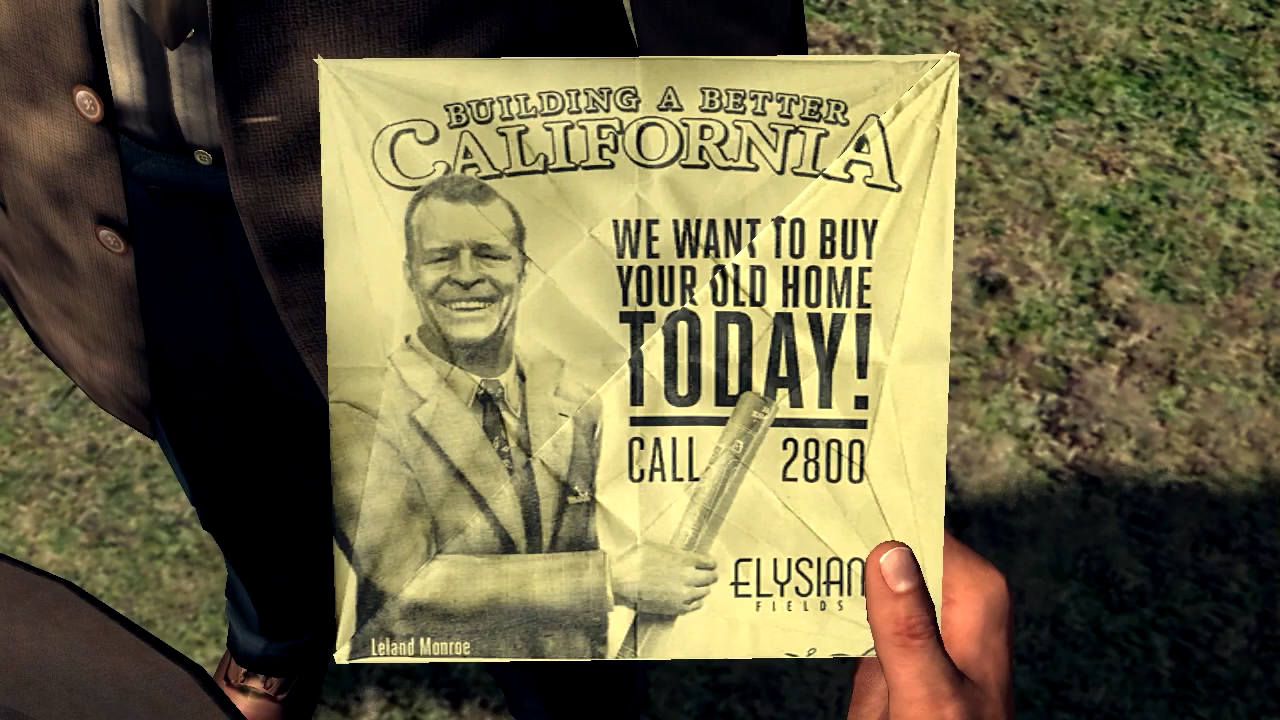 BUILDING A BETTER
CALIFORNIA
WE WANT TO BUY
YOUR OLD HOME
TODAY!
CALL 2800
ELYSIAN
FIELDS
Leland Monroe